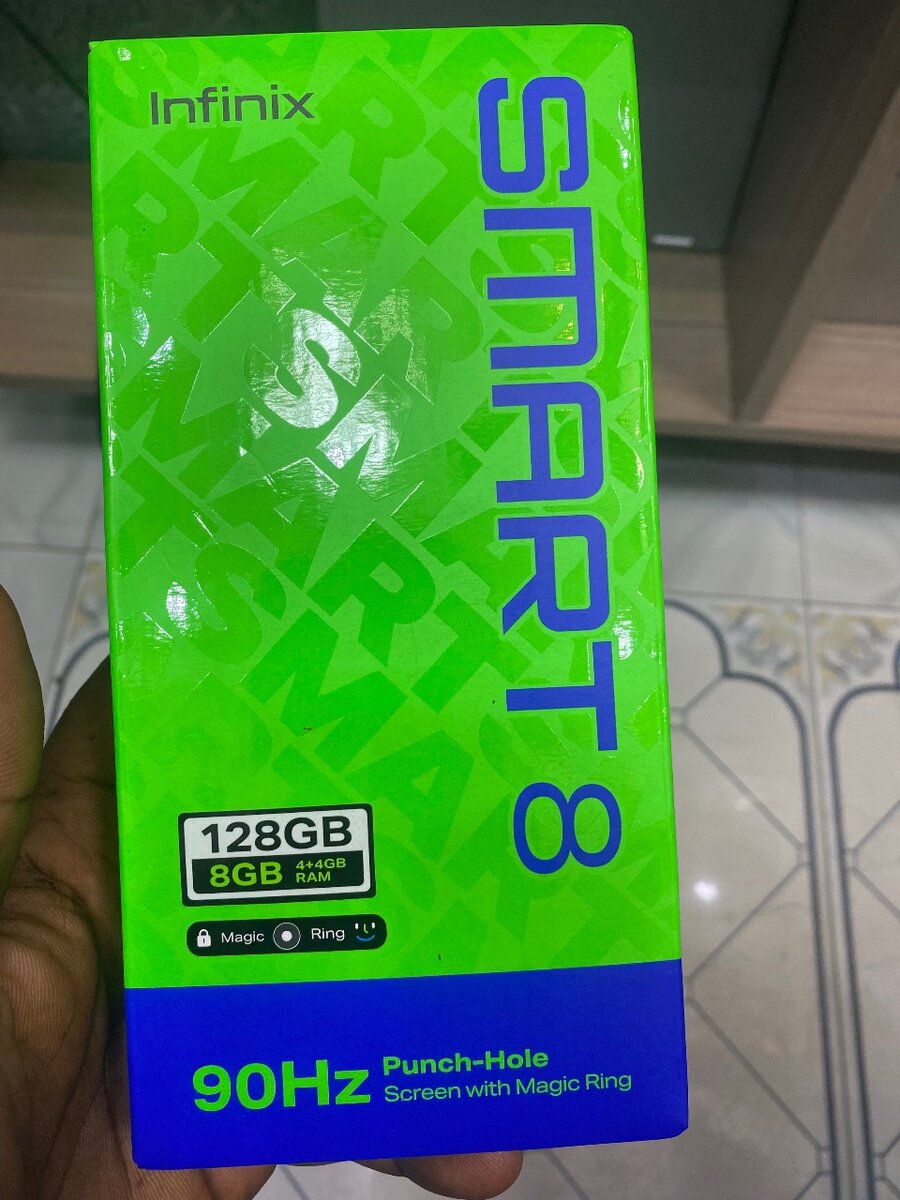 Infinix
SMART 8
128GB
8GB 4+4GB RAM
Magic Ring
90Hz Punch-Hole
Screen with Magic Ring